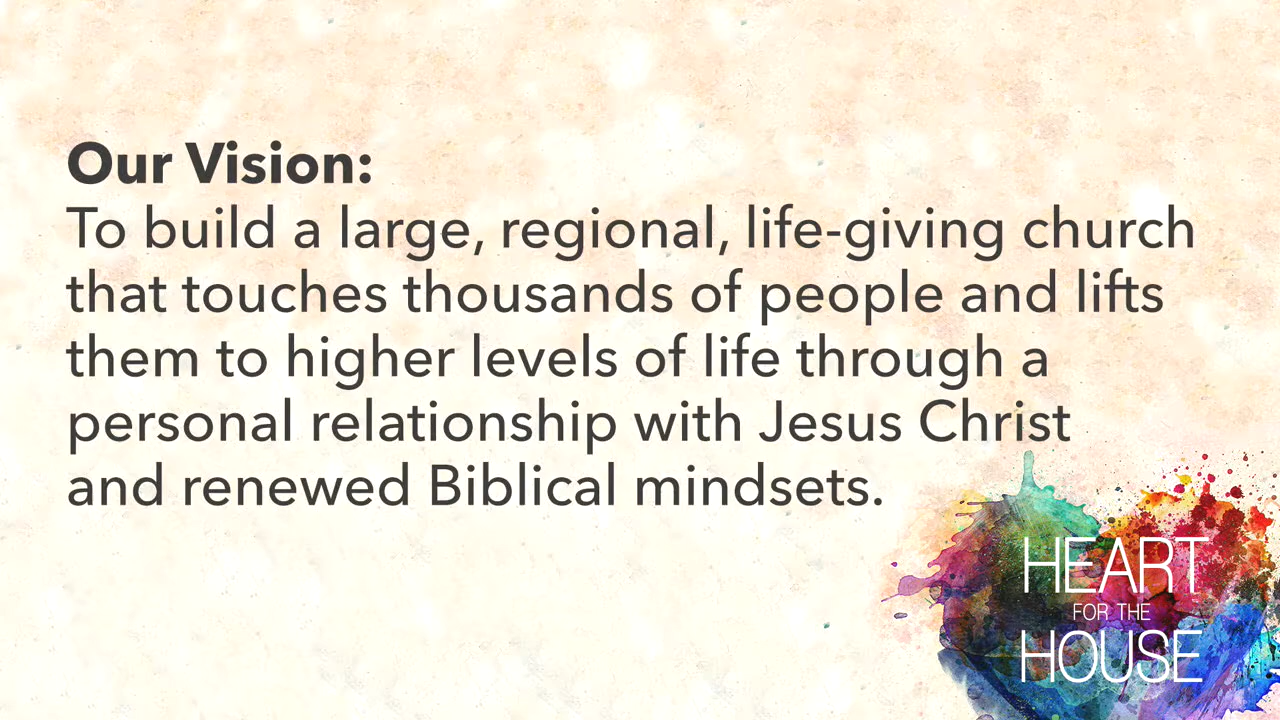 Our Vision:
To build a large, regional, life-giving church
that touches thousands of people and lifts
them to higher levels of life through a
personal relationship with Jesus Christ
and renewed Biblical mindsets.
HEART
FOR THE
HOUSE